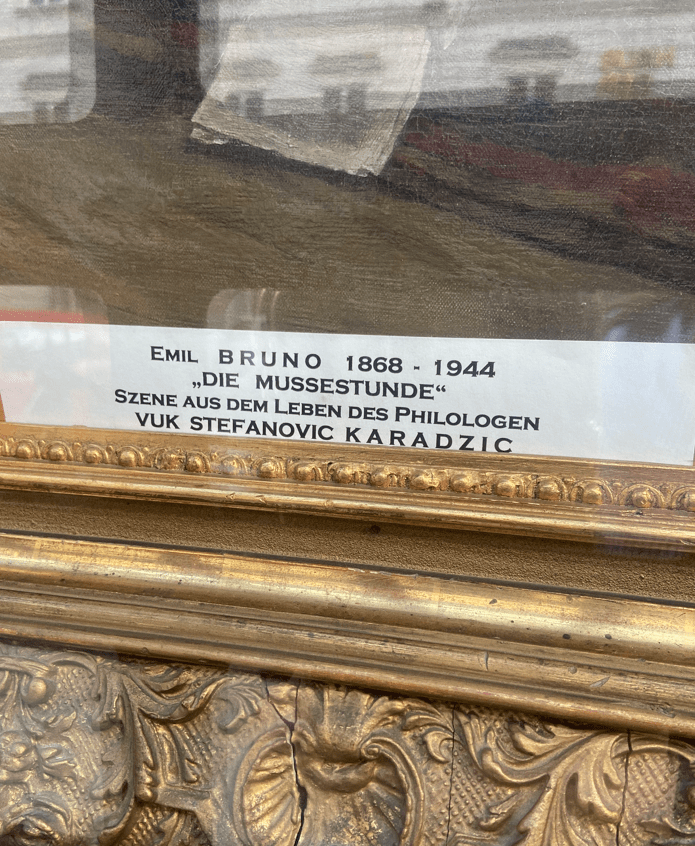 EMIL BRUNO 1868 - 1944
„DIE MUSSESTUNDE“
SZENE AUS DEM LEBEN DES PHILOLOGEN
VUK STEFANOVIC KARADZIC